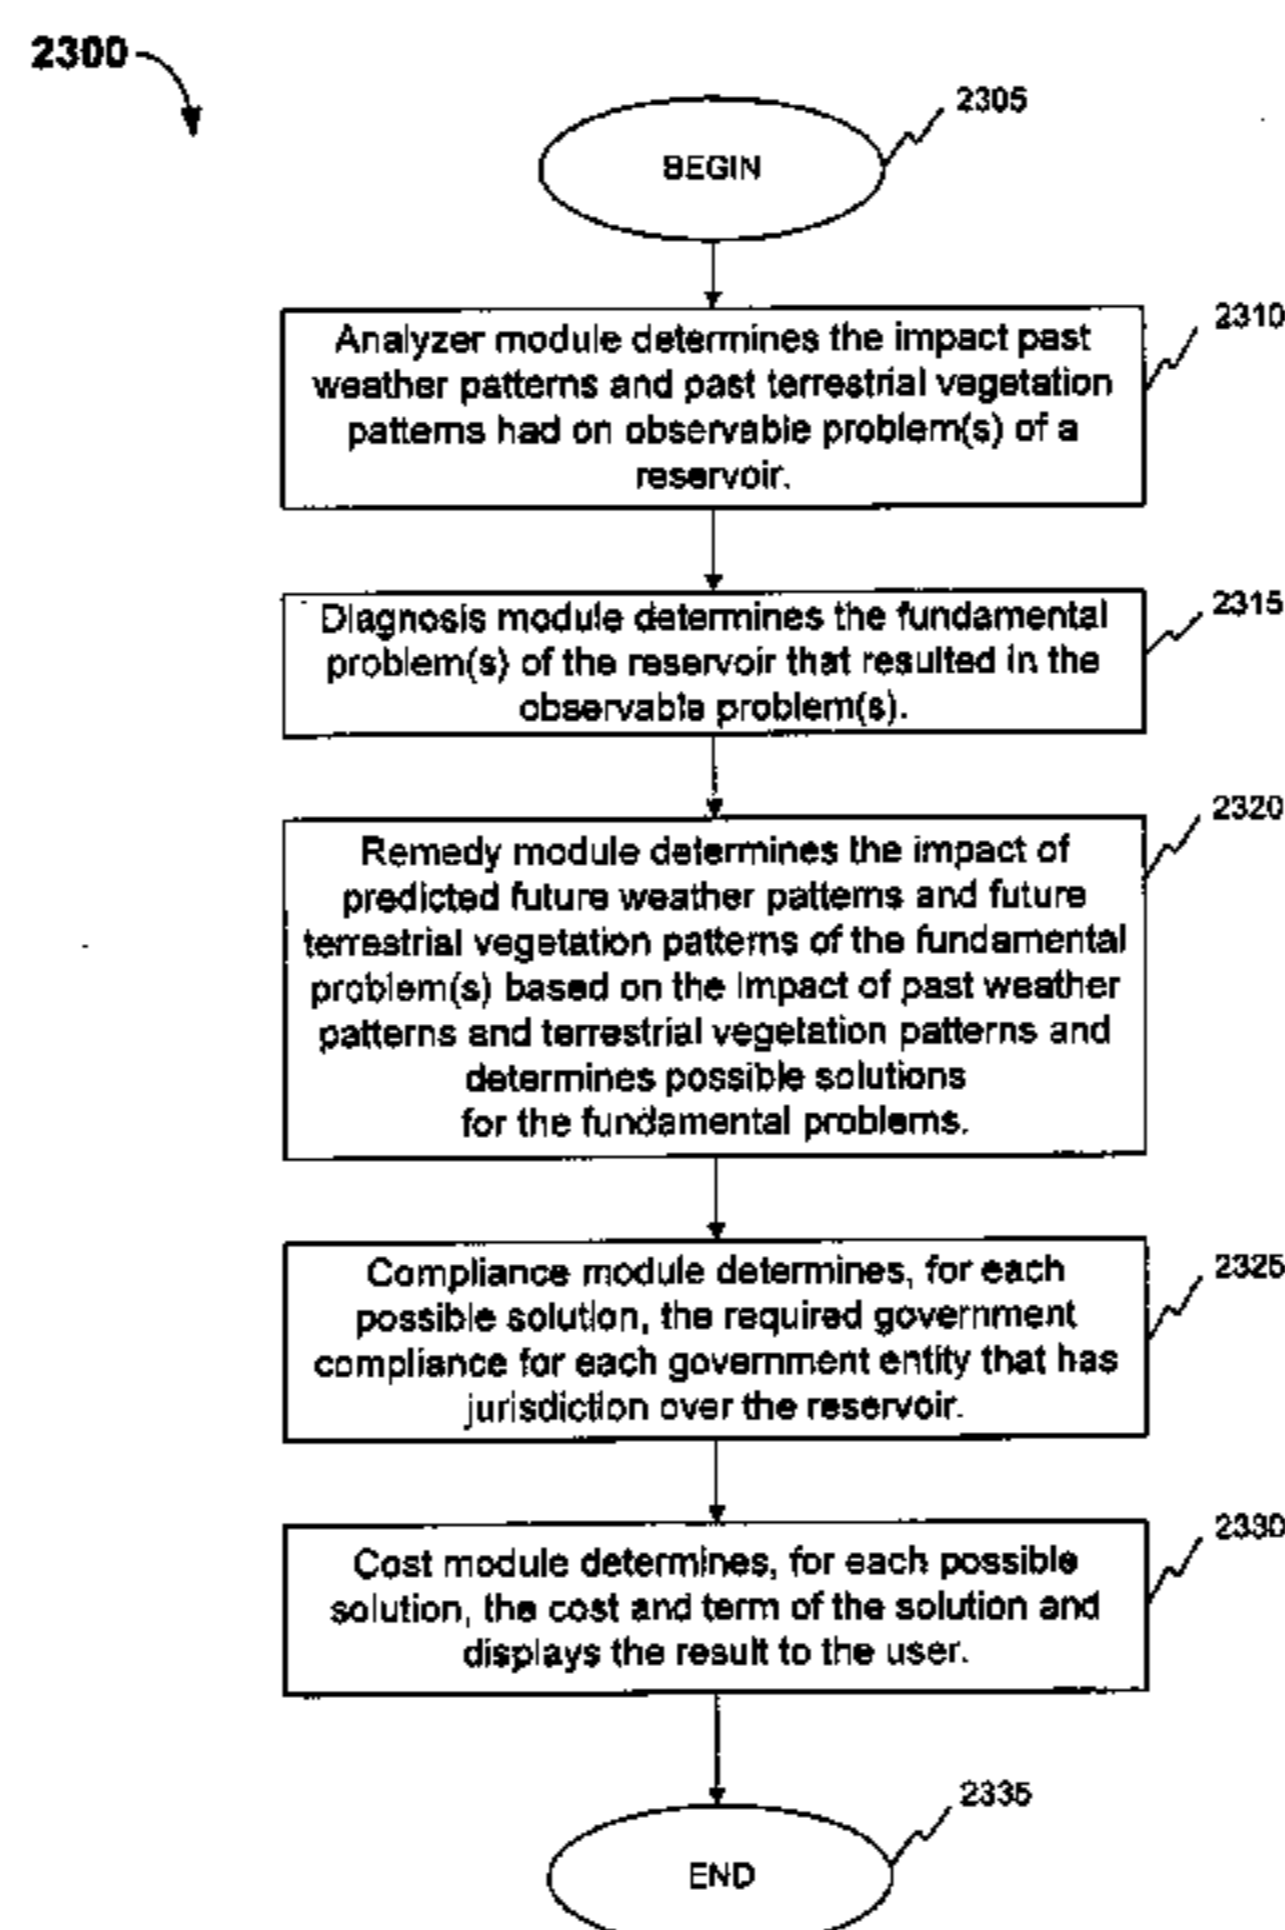 2300
2305
BEGIN
2310
Analyzer module determines the impact past
weather patterns and past terrestrial vegetation
patterns had on observable problem(s) of a
reservoir.
2315
Diagnosis module determines the fundamental
problem(s) of the reservoir that resulted in the
observable problem(s).
2320
Remedy module determines the impact of
predicted future weather patterns and future
terrestrial vegetation patterns of the fundamental
problem(s) based on the impact of past weather
patterns and terrestrial vegetation patterns and
determines possible solutions
for the fundamental problems.
2325
Compliance module determines, for each
possible solution, the required government
compliance for each government entity that has
jurisdiction over the reservoir.
2330
Cost module determines, for each possible
solution, the cost and term of the solution and
displays the result to the user.
2335
END